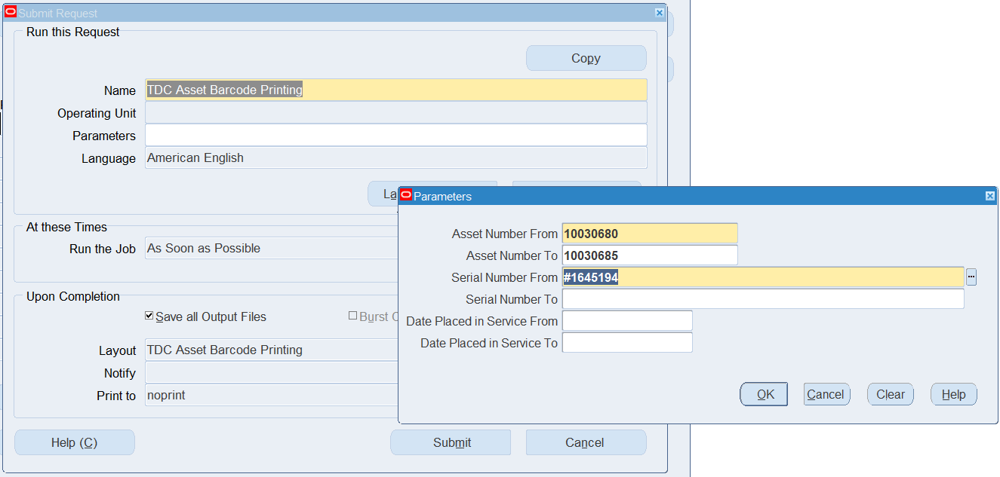 Submit Request
Run this Request
Copy
Name TDC Asset Barcode Printing
Operating Unit
Parameters
Language American English
La
Parameters
Asset Number From 10030680
Asset Number To 10030685
Serial Number From #1645194
Serial Number To
Date Placed in Service From
Date Placed in Service To
OK Cancel Clear Help
At these Times
Run the Job As Soon as Possible
Upon Completion
Save all Output Files Burst
Layout TDC Asset Barcode Printing
Notify
Print to noprint
Help (C) Submit Cancel